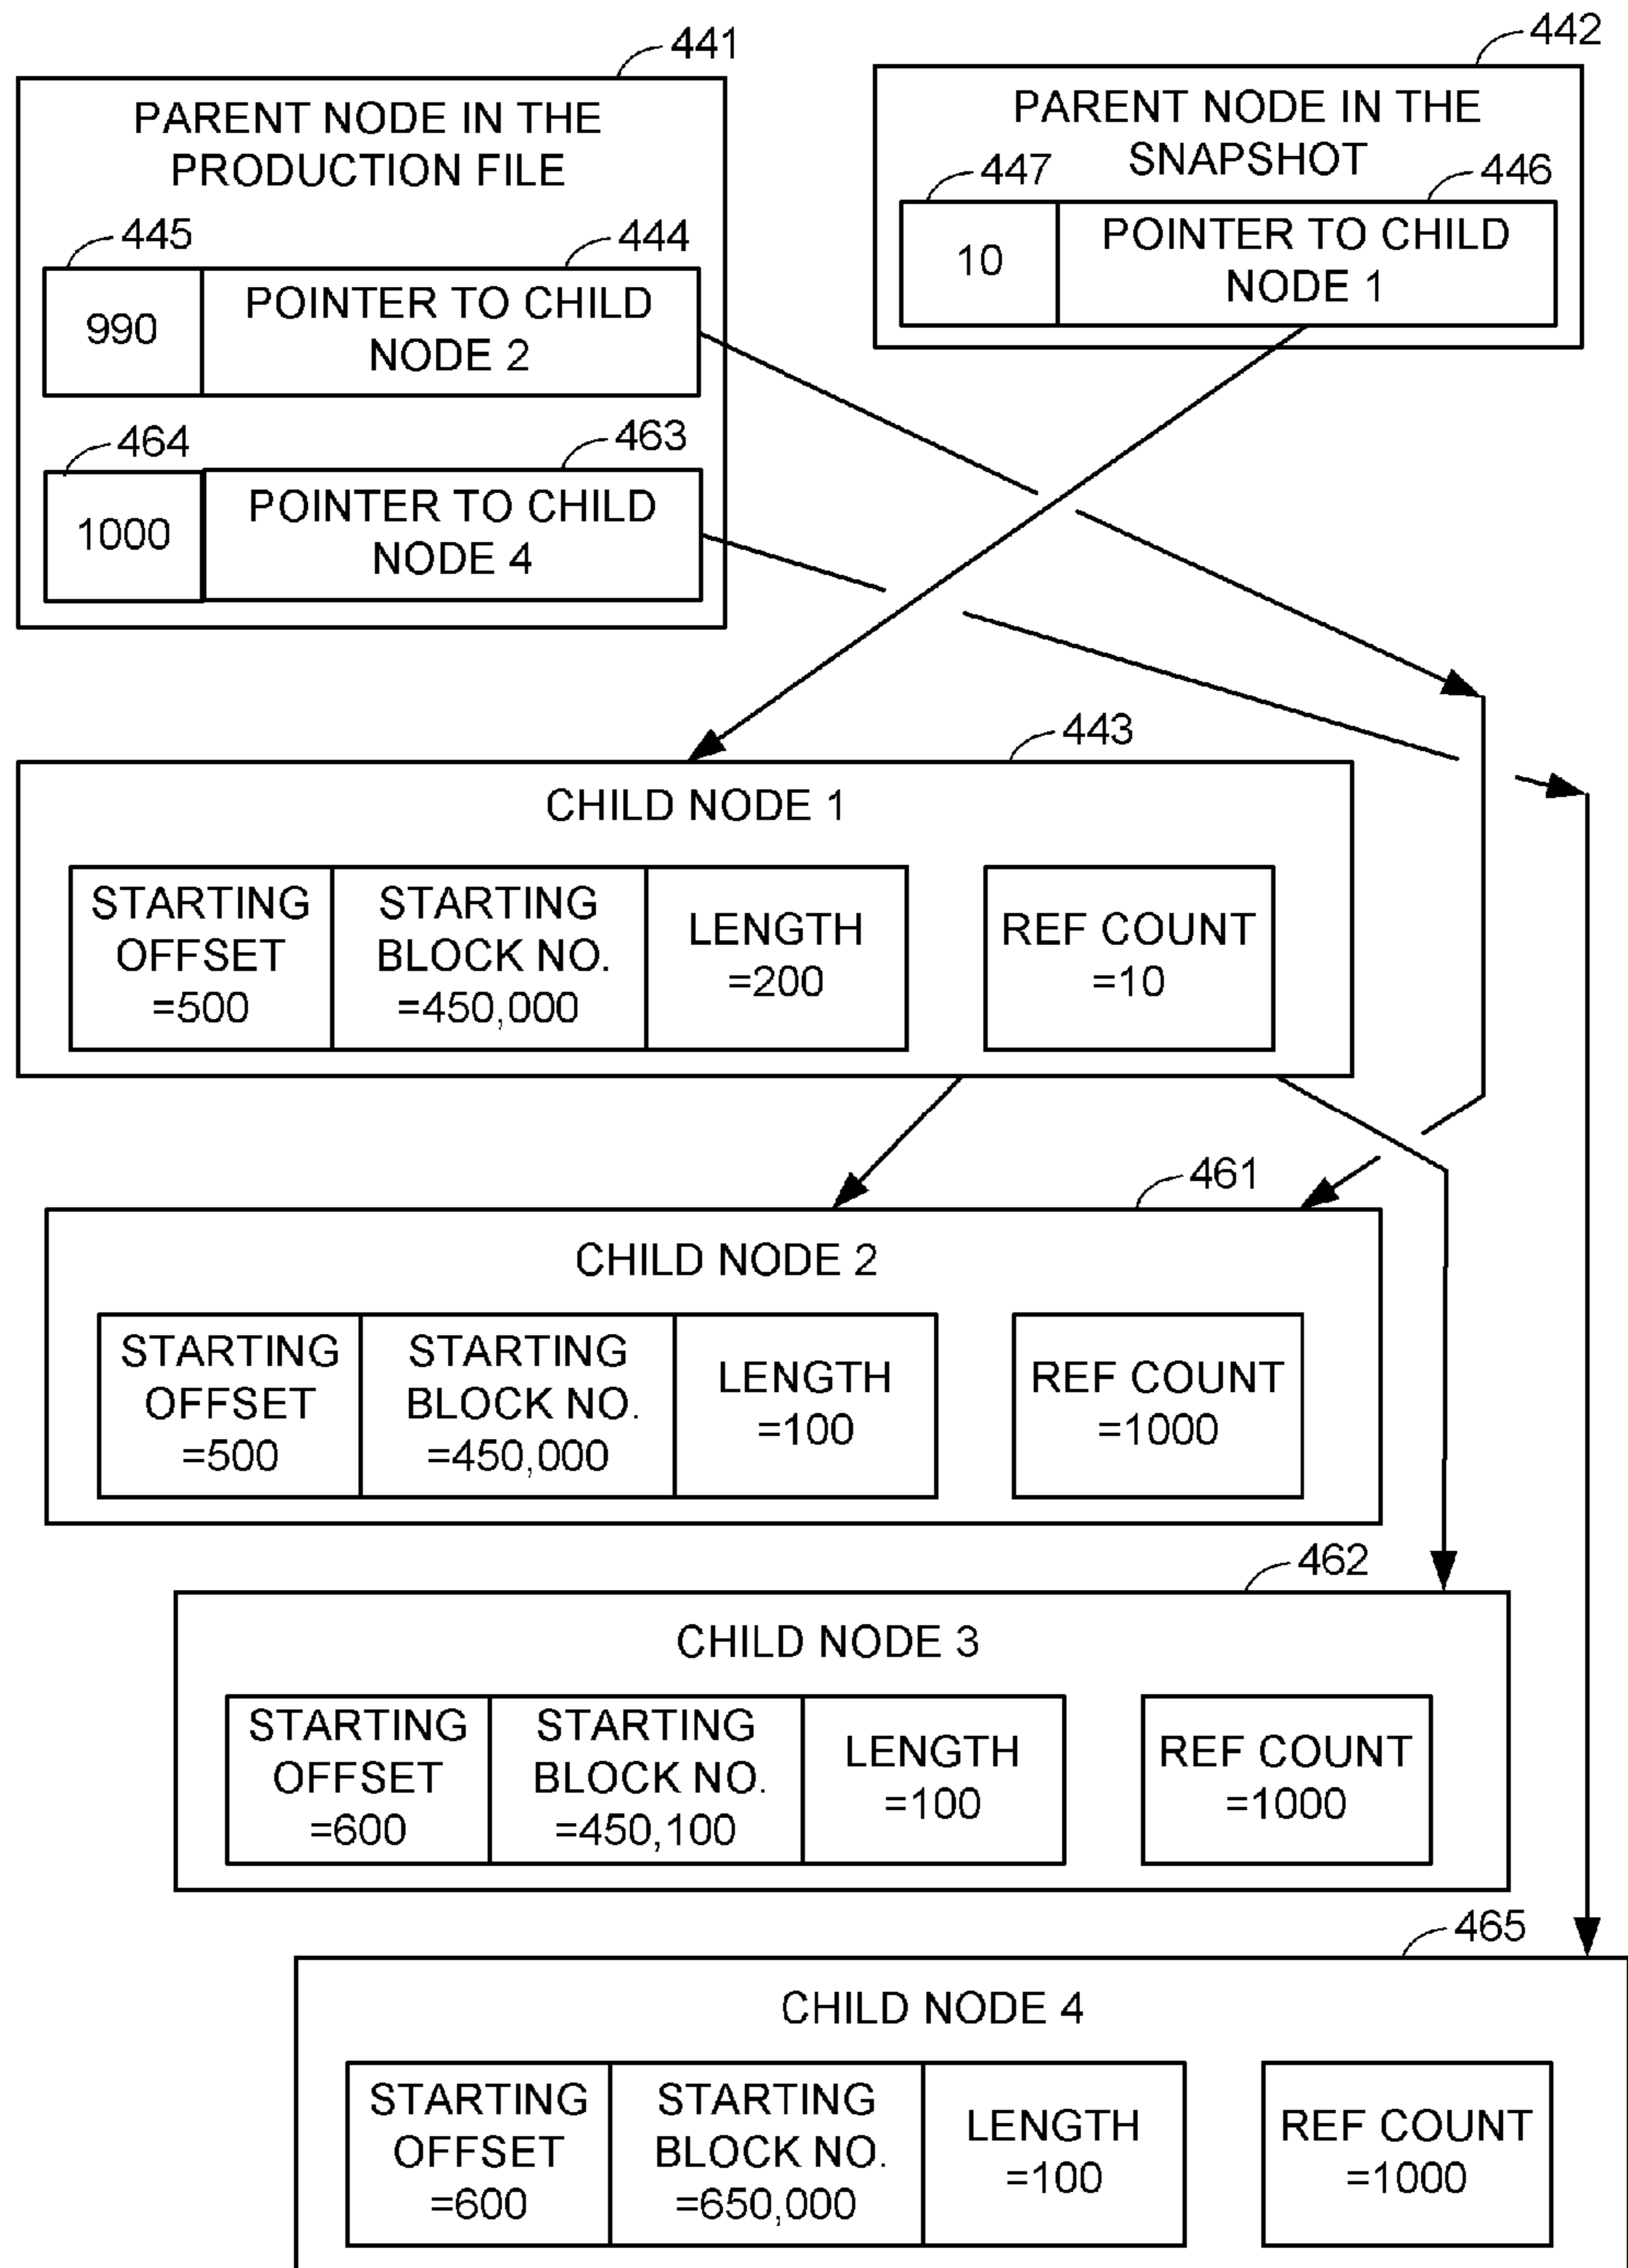 441
PARENT NODE IN THE
PRODUCTION FILE
445
444
990
POINTER TO CHILD
NODE 2
464
463
1000
POINTER TO CHILD
NODE 4
442
PARENT NODE IN THE
SNAPSHOT
447
446
10
POINTER TO CHILD
NODE 1
443
CHILD NODE 1
STARTING
OFFSET
=500
STARTING
BLOCK NO.
=450,000
LENGTH
=200
REF COUNT
=10
461
CHILD NODE 2
STARTING
OFFSET
=500
STARTING
BLOCK NO.
=450,000
LENGTH
=100
REF COUNT
=1000
462
CHILD NODE 3
STARTING
OFFSET
=600
STARTING
BLOCK NO.
=450,100
LENGTH
=100
REF COUNT
=1000
465
CHILD NODE 4
STARTING
OFFSET
=600
STARTING
BLOCK NO.
=650,000
LENGTH
=100
REF COUNT
=1000